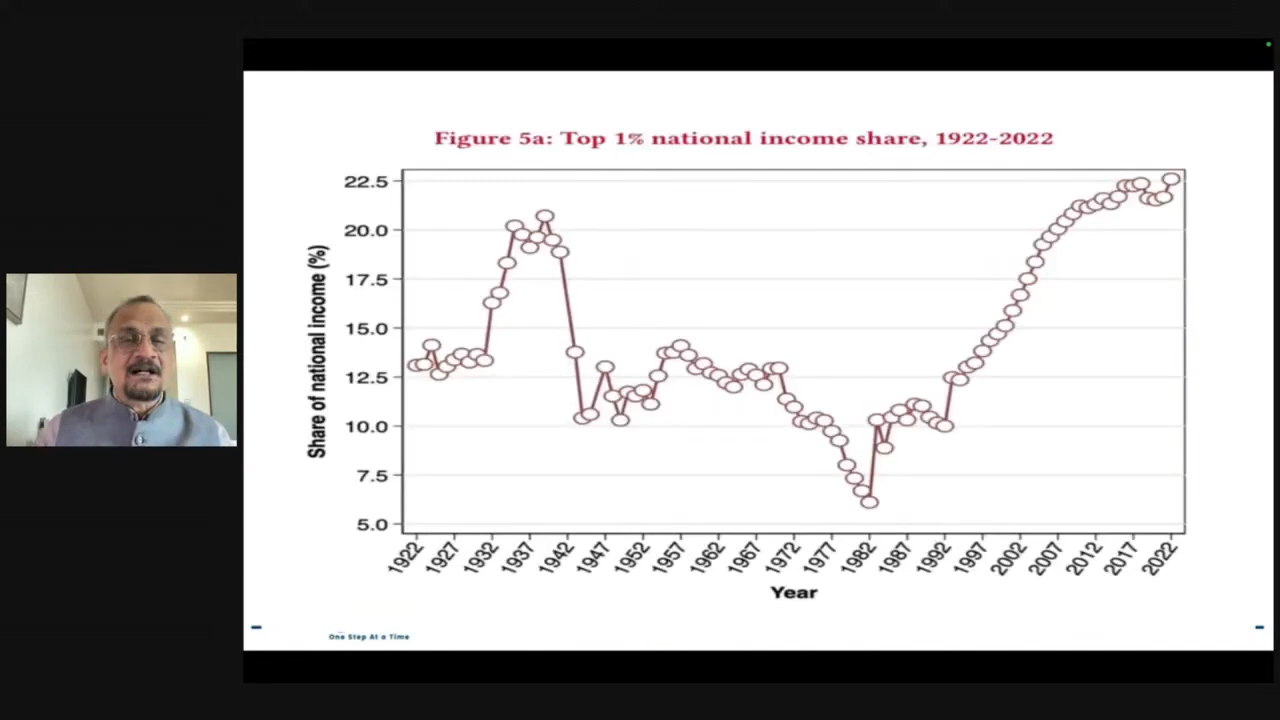 Figure 5a: Top 1% national income share, 1922-2022
Share of national income (%)
22.5
20.0
17.5
15.0
12.5
10.0
7.5
5.0
1922 1927 1932 1937 1942 1947 1952 1957 1962 1967 1972 1977 1982 1987 1992 1997 2002 2007 2012 2017 2022
Year
One Step At a Time